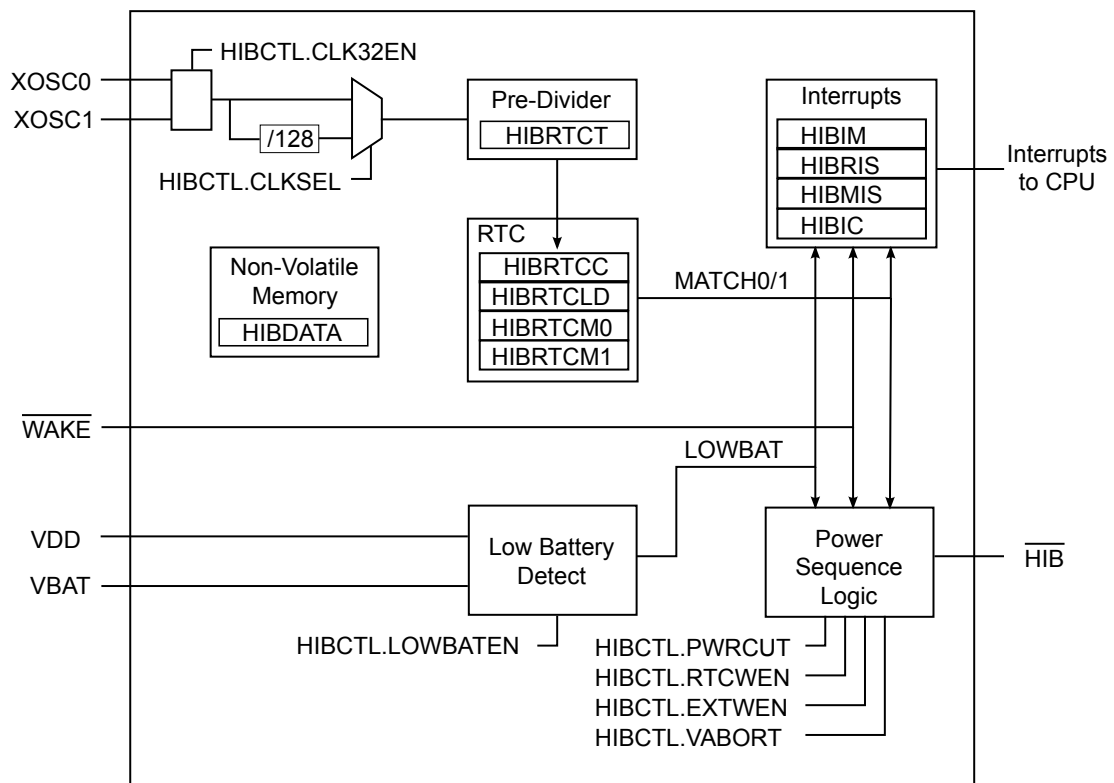 HIBCTL.CLK32EN
XOSC0
XOSC1
/128
HIBCTL.CLKSEL
Pre-Divider
HIBRTCT
Interrupts
HIBIM
HIBRIS
HIBMIS
HIBIC
Interrupts
to CPU
Non-Volatile
Memory
HIBDATA
RTC
HIBRTCC
HIBRTCLD
HIBRTCM0
HIBRTCM1
MATCH0/1
WAKE
LOWBAT
VDD
VBAT
Low Battery
Detect
HIBCTL.LOWBATEN
Power
Sequence
Logic
HIB
HIBCTL.PWRCUT
HIBCTL.RTCWEN
HIBCTL.EXTWEN
HIBCTL.VABORT